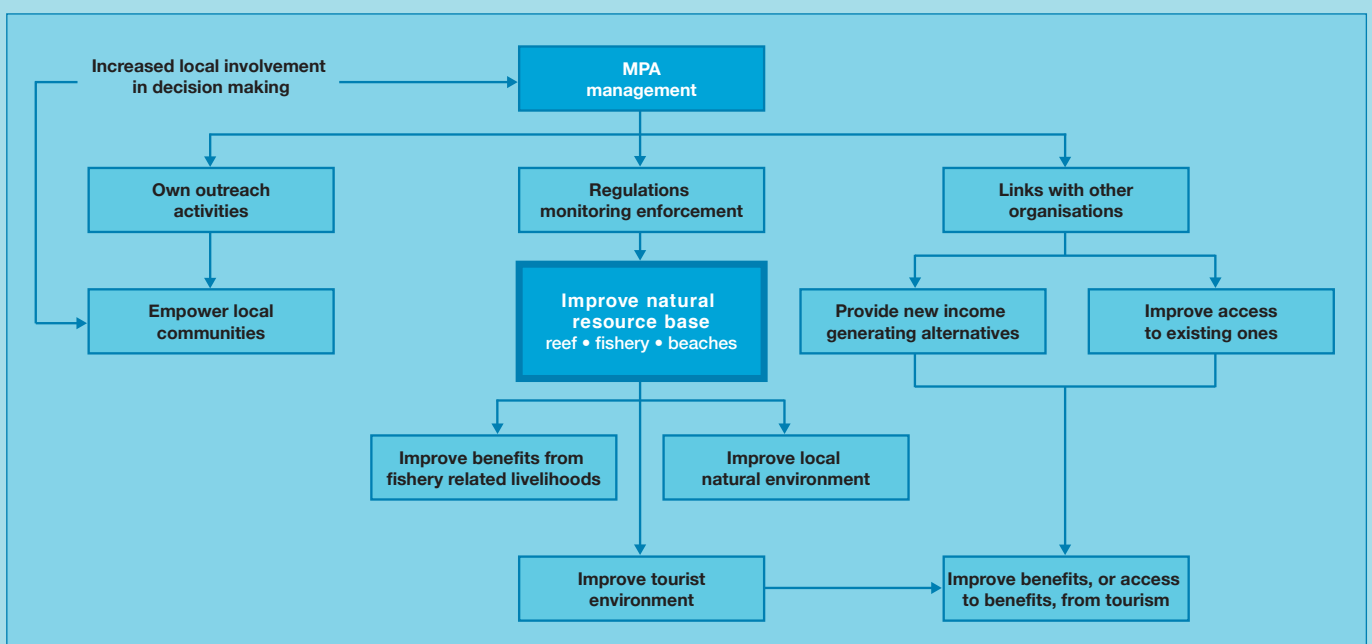 Increased local involvement
in decision making
MPA
management
Own outreach
activities
Regulations
monitoring enforcement
Links with other
organisations
Empower local
communities
Improve natural
resource base
reef • fishery • beaches
Provide new income
generating alternatives
Improve access
to existing ones
Improve benefits from
fishery related livelihoods
Improve local
natural environment
Improve tourist
environment
Improve benefits, or access
to benefits, from tourism